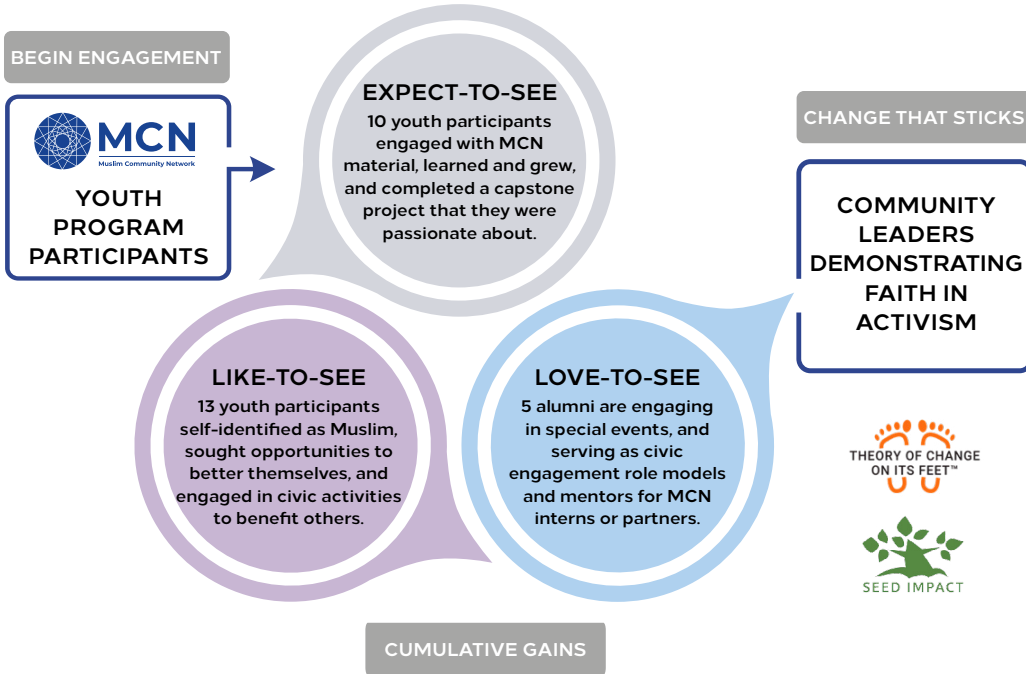 BEGIN ENGAGEMENT
MCN
Muslim Community Network
YOUTH
PROGRAM
PARTICIPANTS
EXPECT-TO-SEE
10 youth participants
engaged with MCN
material, learned and grew,
and completed a capstone
project that they were
passionate about.
LIKE-TO-SEE
13 youth participants
self-identified as Muslim,
sought opportunities to
better themselves, and
engaged in civic activities
to benefit others.
LOVE-TO-SEE
5 alumni are engaging
in special events, and
serving as civic
engagement role models
and mentors for MCN
interns or partners.
CHANGE THAT STICKS
COMMUNITY
LEADERS
DEMONSTRATING
FAITH IN
ACTIVISM
THEORY OF CHANGE
ON ITS FEET™
SEED IMPACT
CUMULATIVE GAINS